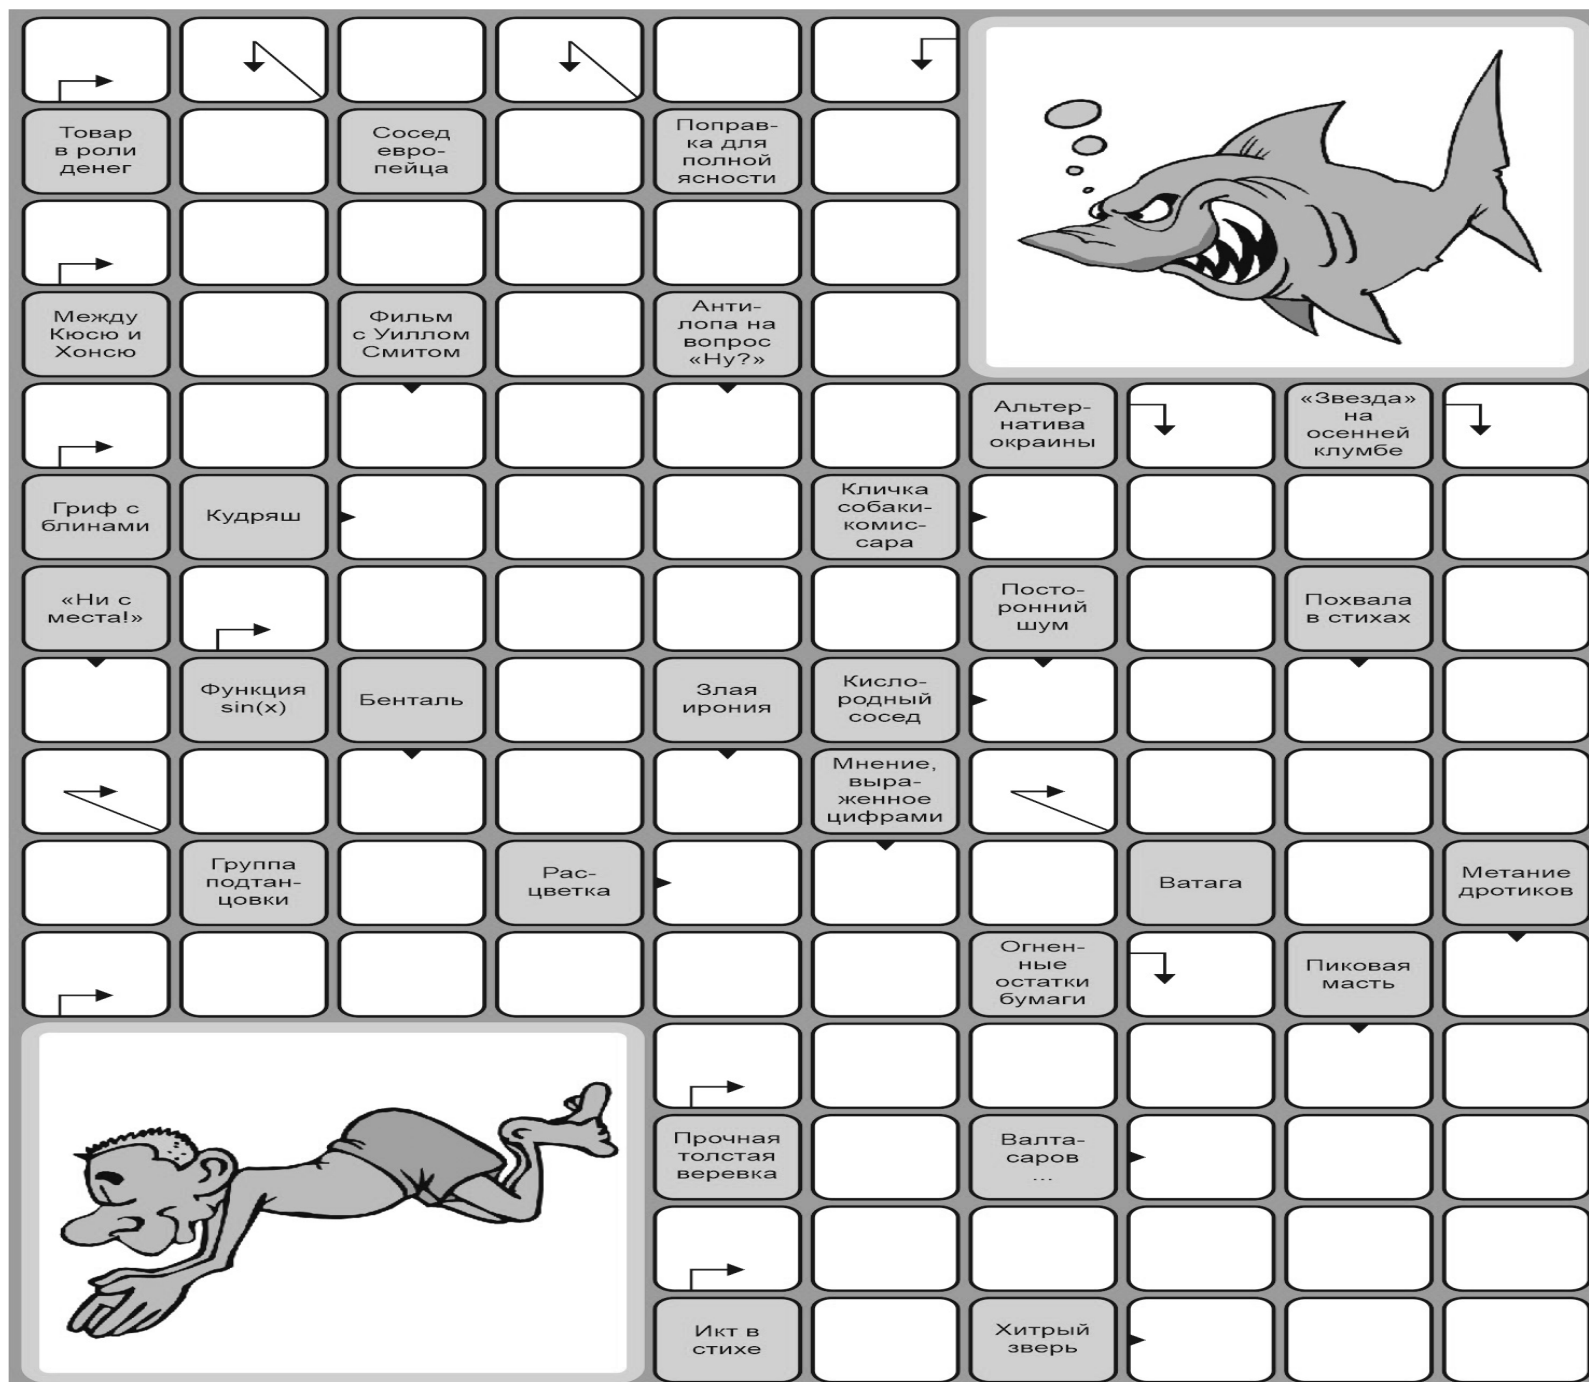 Товар
в роли
денег
Сосед
евро-
пейца
Поправ-
ка для
полной
ясности
Между
Кюсю и
Хонсю
Фильм
с Уиллом
Смитом
Анти-
лопа на
вопрос
«Ну?»
Альтер-
натива
окраины
«Звезда»
на
осенней
клумбе
Гриф с
блинами
Кудряш
Кличка
собаки-
комис-
сара
«Ни с
места!»
Посто-
ронний
шум
Похвала
в стихах
Функция
sin(x)
Бенталь
Злая
ирония
Кисло-
родный
сосед
Мнение,
выра-
женное
цифрами
Группа
подтан-
цовки
Рас-
цветка
Ватага
Метание
дротиков
Огнен-
ные
остатки
бумаги
Пиковая
масть
Прочная
толстая
веревка
Валта-
саров
...
Икт в
стихе
Хитрый
зверь